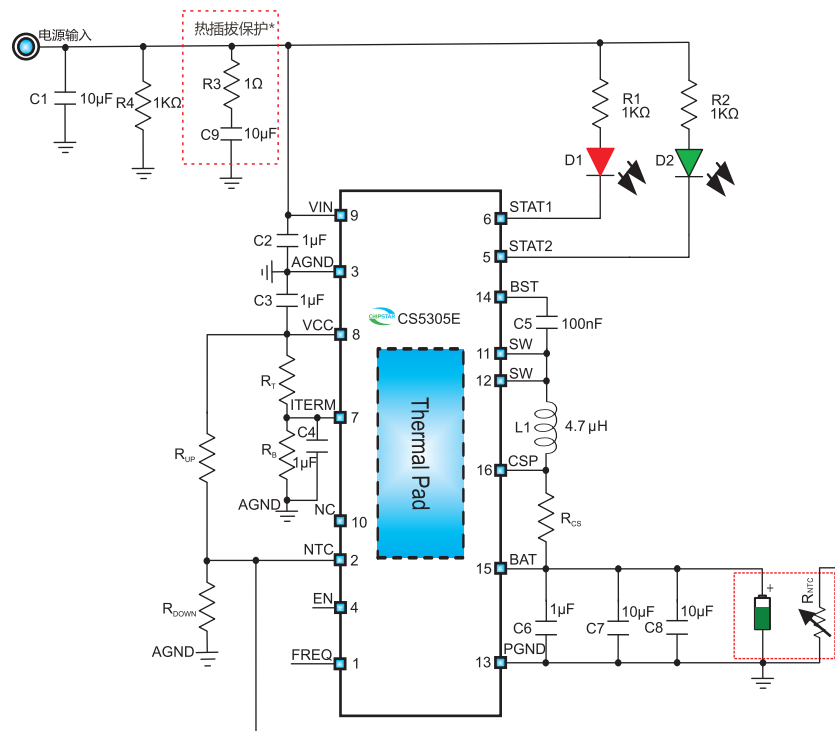 电源输入
热插拔保护*
C1
10μF
R4
1KΩ
R3
1Ω
C9
10μF
R1
1KΩ
R2
1KΩ
D1
D2
VIN
9
C2
1μF
AGND
3
C3
1μF
VCC
8
RT
ITERM
7
C4
1μF
RB
AGND
RUP
NC
10
NTC
2
RDOWN
AGND
EN
4
FREQ
1
CHIPSTAR
CS5305E
Thermal Pad
6
STAT1
5
STAT2
14
BST
C5
100nF
11
SW
12
SW
L1
4.7μH
16
CSP
RCS
15
BAT
1μF
C6
10μF
C7
10μF
C8
13
PGND
+
RNTC